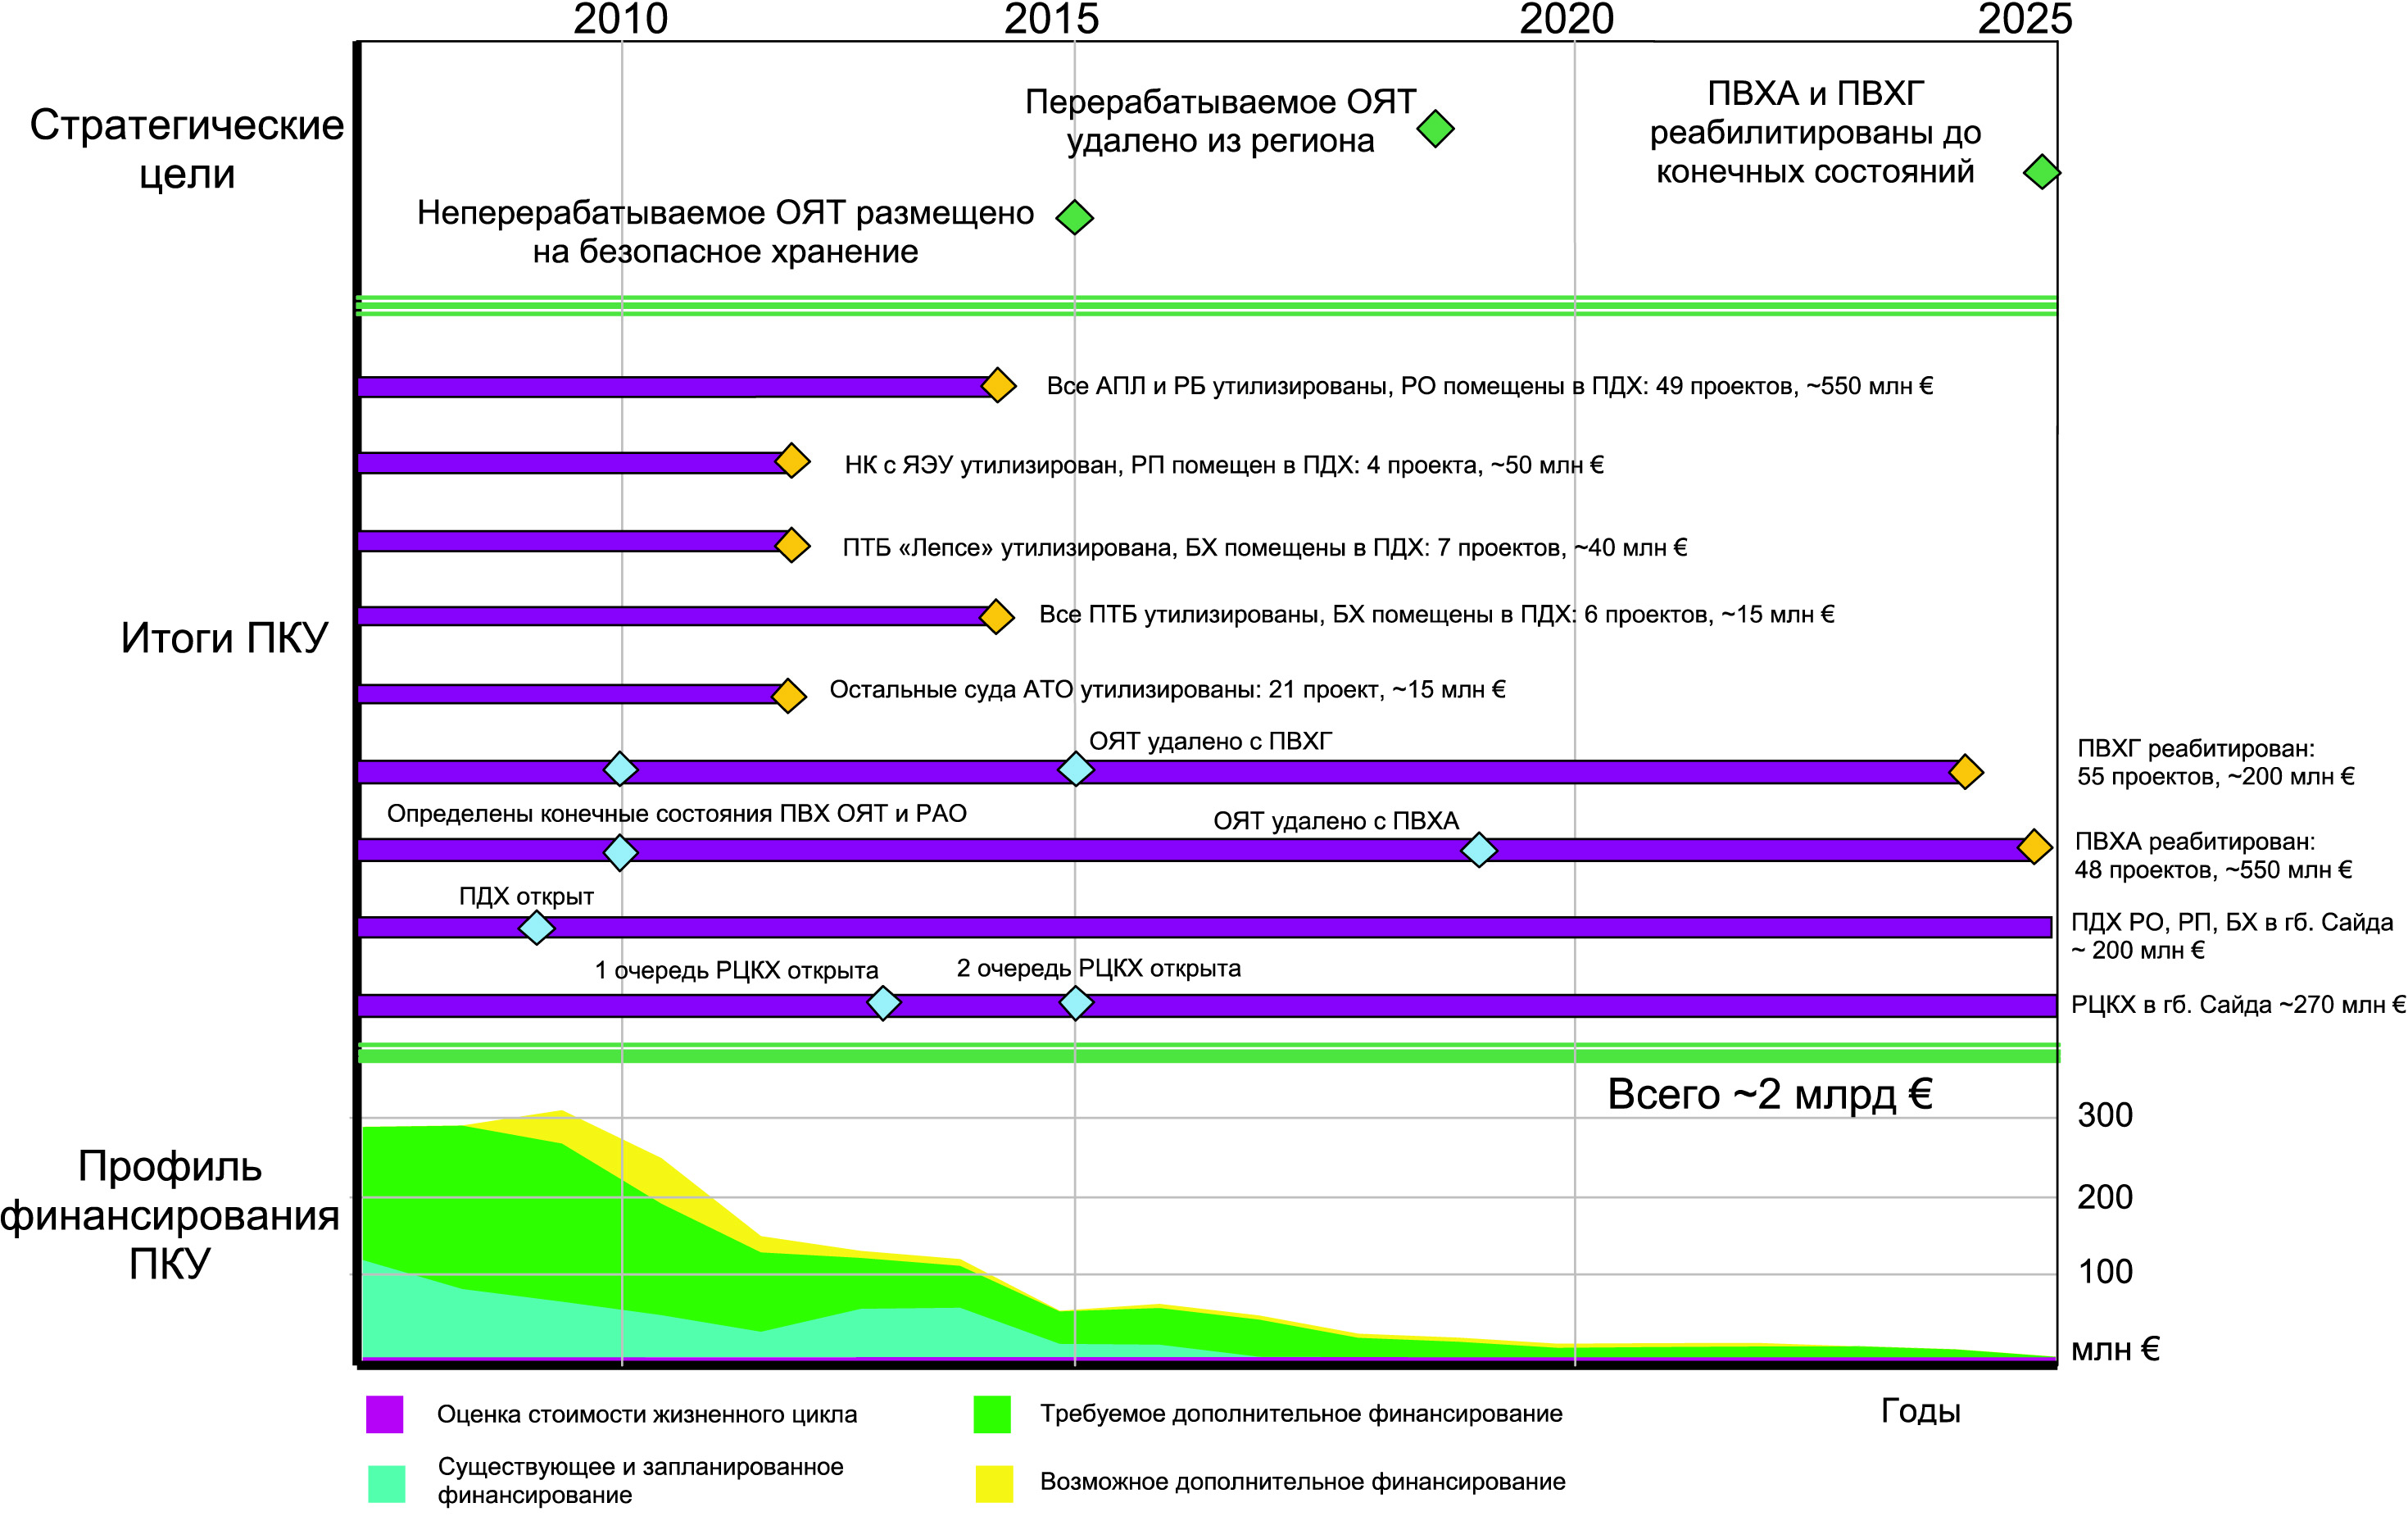 2010 2015 2020 2025
Стратегические
цели
Перерабатываемое ОЯТ
удалено из региона
ПВХА и ПВХГ
реабилитированы до
конечных состояний
Неперерабатываемое ОЯТ размещено
на безопасное хранение
Итоги ПКУ
Все АПЛ и РБ утилизированы, РО помещены в ПДХ: 49 проектов, ~550 млн €
НК с ЯЭУ утилизирован, РП помещен в ПДХ: 4 проекта, ~50 млн €
ПТБ «Лепсе» утилизирована, БХ помещены в ПДХ: 7 проектов, ~40 млн €
Все ПТБ утилизированы, БХ помещены в ПДХ: 6 проектов, ~15 млн €
Остальные суда АТО утилизированы: 21 проект, ~15 млн €
ОЯТ удалено с ПВХГ
ПВХГ реабитирован:
55 проектов, ~200 млн €
Определены конечные состояния ПВХ ОЯТ и РАО
ОЯТ удалено с ПВХА
ПВХА реабитирован:
48 проектов, ~550 млн €
ПДХ открыт
ПДХ РО, РП, БХ в гб. Сайда
~ 200 млн €
1 очередь РЦКХ открыта
2 очередь РЦКХ открыта
РЦКХ в гб. Сайда ~270 млн €
Всего ~2 млрд €
Профиль
финансирования
ПКУ
300
200
100
млн €
Годы
Оценка стоимости жизненного цикла
Существующее и запланированное
финансирование
Требуемое дополнительное финансирование
Возможное дополнительное финансирование